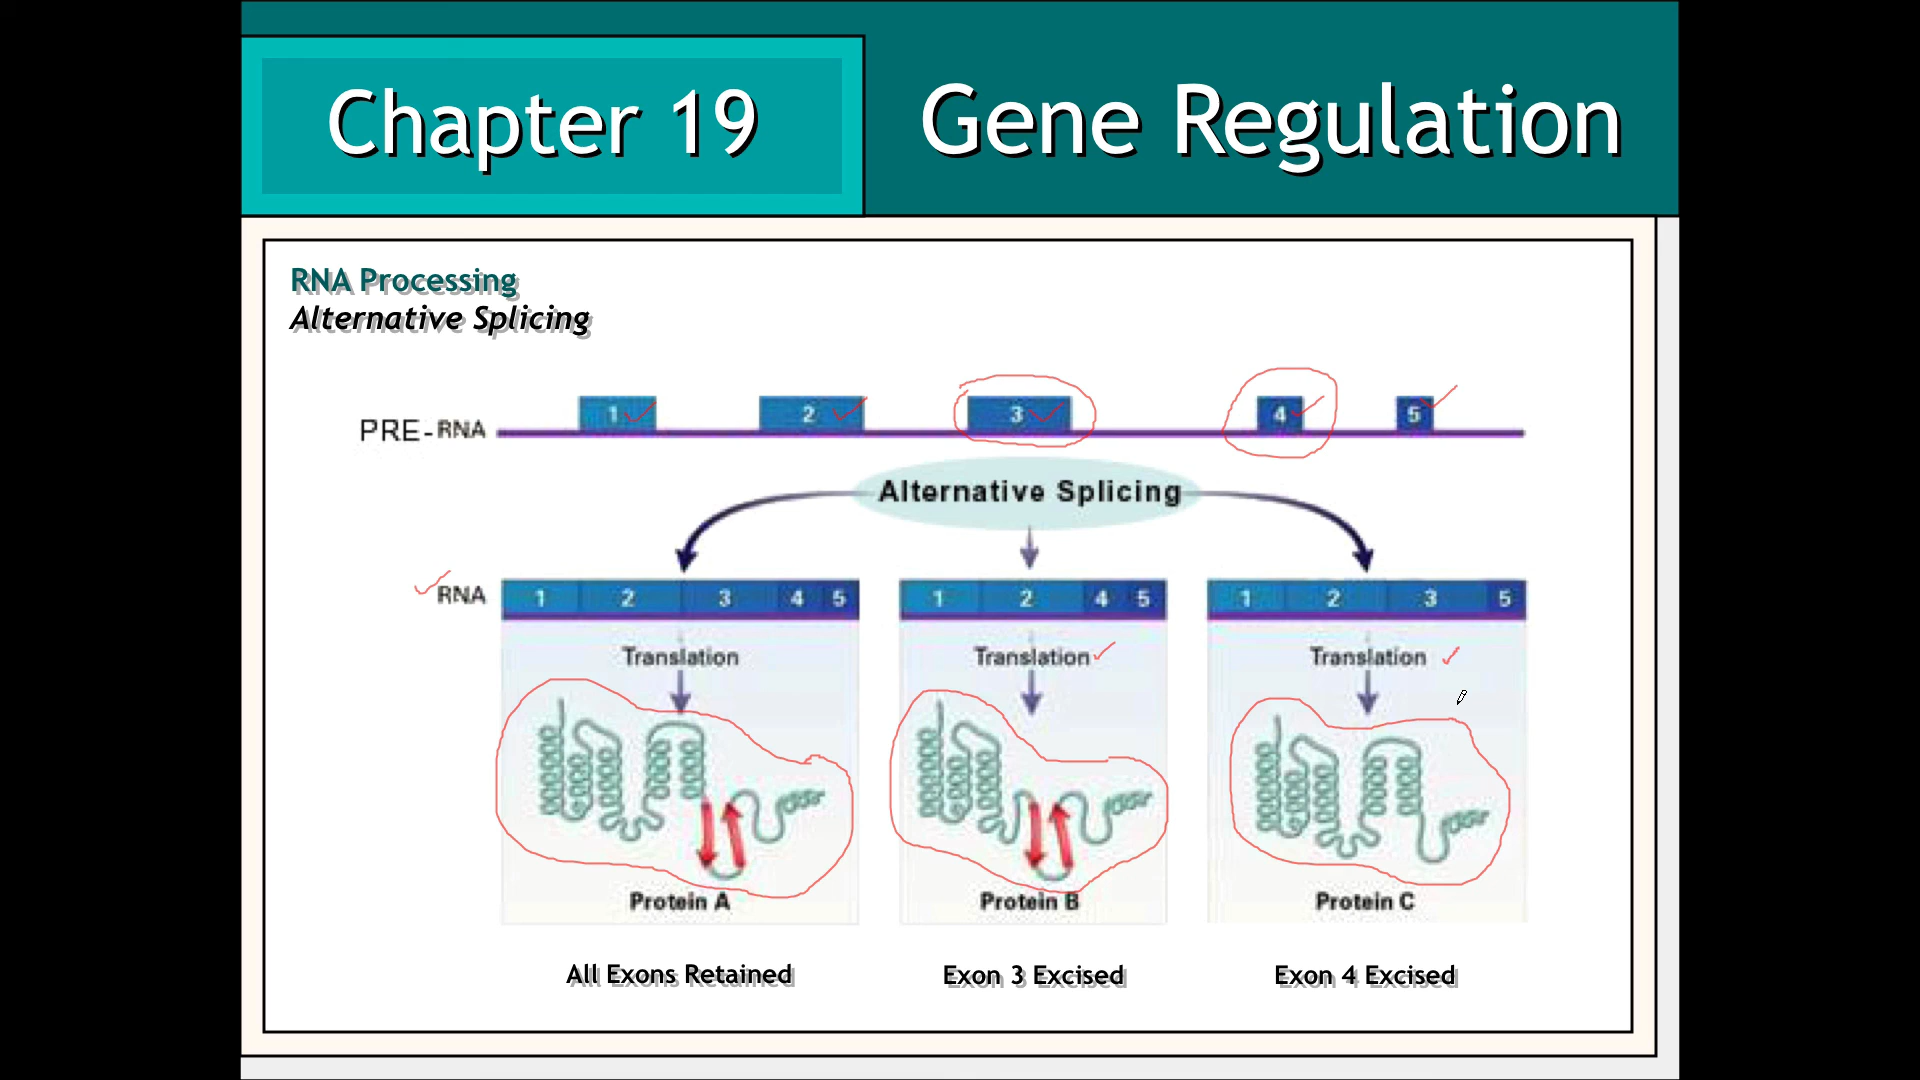 Chapter 19
Gene Regulation
RNA Processing
Alternative Splicing
1 2 3 4 5
PRE-RNA
Alternative Splicing
RNA 1 2 3 4 5 1 2 4 5 1 2 3 5
Translation Translation Translation
Protein A Protein B Protein C
All Exons Retained Exon 3 Excised Exon 4 Excised